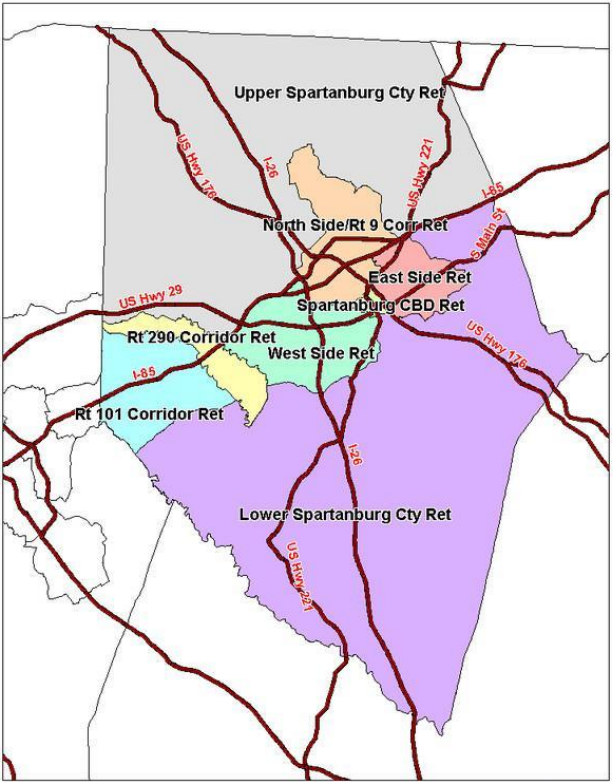 Upper Spartanburg Cty Ret
US Hwy 176
I-26
US Hwy 221
I-85
North Side/Rt 9 Corr Ret
S Main St
East Side Ret
US Hwy 29
Spartanburg CBD Ret
Rt 290 Corridor Ret
West Side Ret
US Hwy 176
I-85
Rt 101 Corridor Ret
I-26
Lower Spartanburg Cty Ret
US Hwy 221